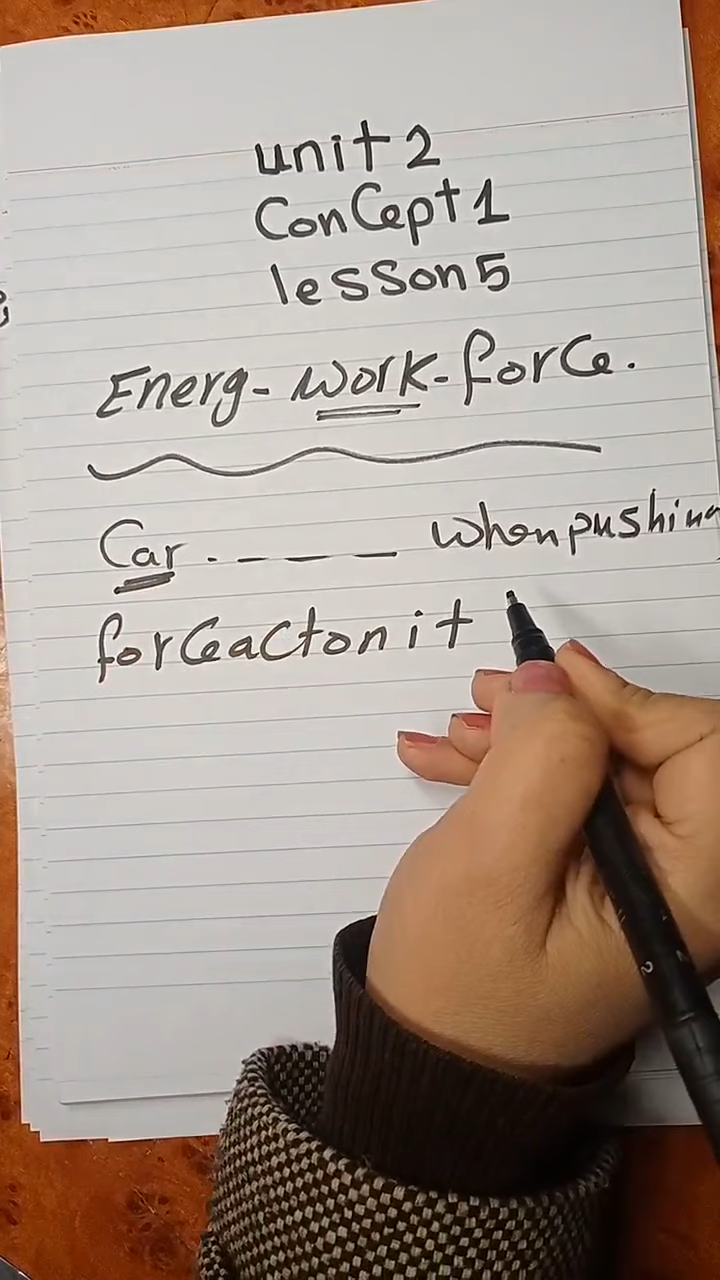 unit 2
Concept 1
lesson 5
Energ - work - force.
Car . _ _ _ when pushing
force act on it